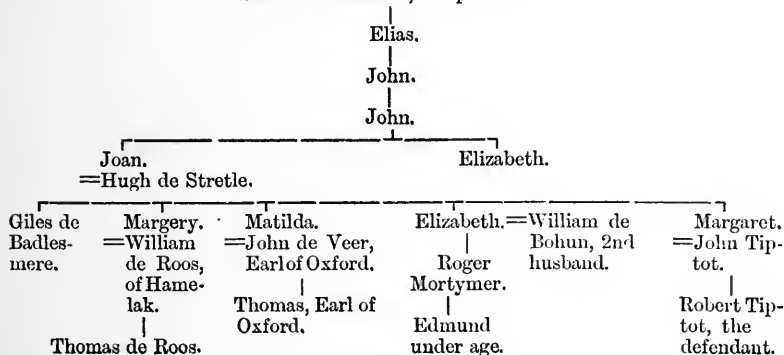 Elias.
John.
John.
Joan. Elizabeth.
=Hugh de Stretle.
Giles de Margery. Matilda. Elizabeth.=William de Margaret.
Badles- =William =John de Veer, Bohun, 2nd =John Tip-
mere. de Roos, Earl of Oxford. Roger husband. tot.
of Hame- Mortymer.
lak. Thomas, Earl of Robert Tip-
Oxford. Edmund tot, the
Thomas de Roos. under age. defendant.